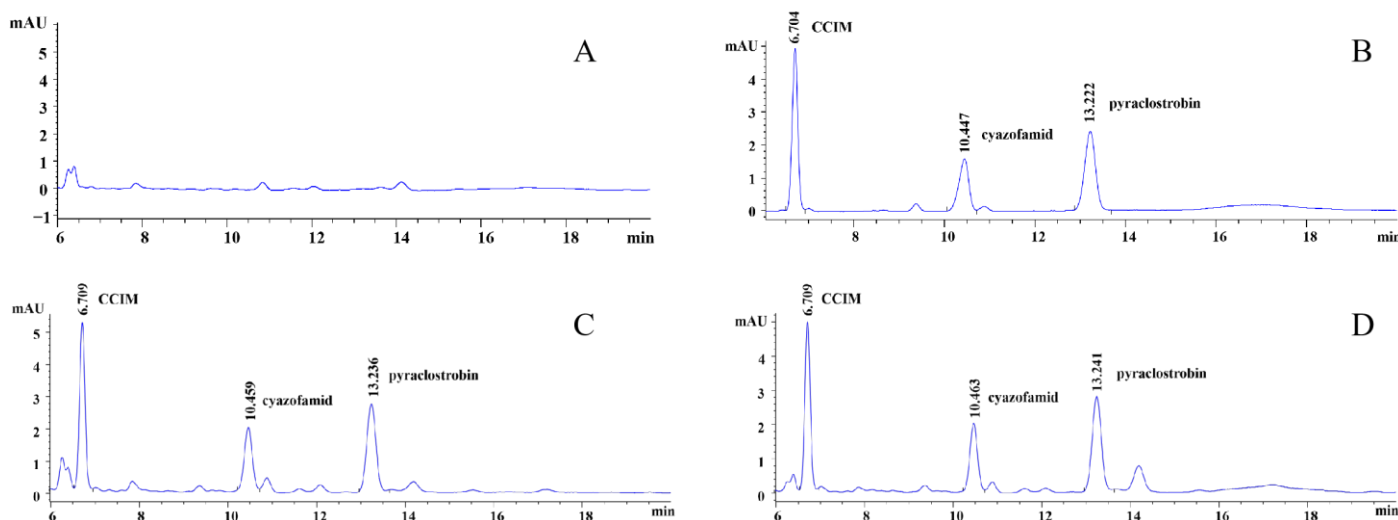 mAU
A
5
4
3
2
1
0
−1
6 8 10 12 14 16 18 min
mAU
B
4
3
2
1
0
6.704 CCIM
10.447 cyazofamid
13.222 pyraclostrobin
8 10 12 14 16 18 min
mAU
C
5
4
3
2
1
0
6.709 CCIM
10.459 cyazofamid
13.236 pyraclostrobin
6 8 10 12 14 16 18 min
mAU
D
4
3
2
1
0
6.709 CCIM
10.463 cyazofamid
13.241 pyraclostrobin
6 8 10 12 14 16 18 min